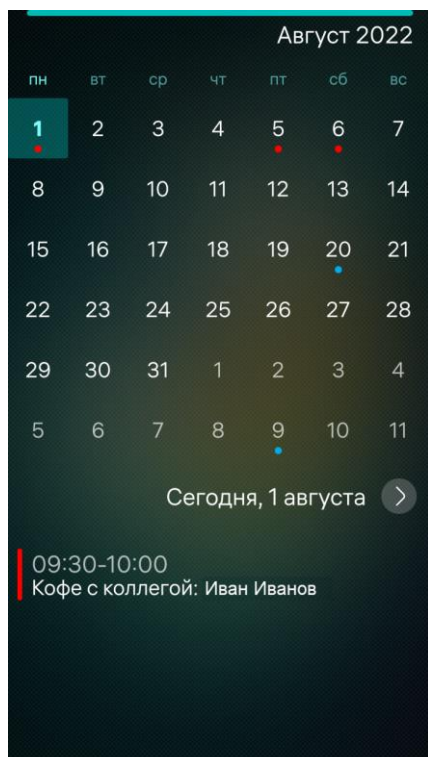 Август 2022
пн вт ср чт пт сб вс
1 2 3 4 5 6 7
8 9 10 11 12 13 14
15 16 17 18 19 20 21
22 23 24 25 26 27 28
29 30 31 1 2 3 4
5 6 7 8 9 10 11
Сегодня, 1 августа
09:30-10:00
Кофе с коллегой: Иван Иванов